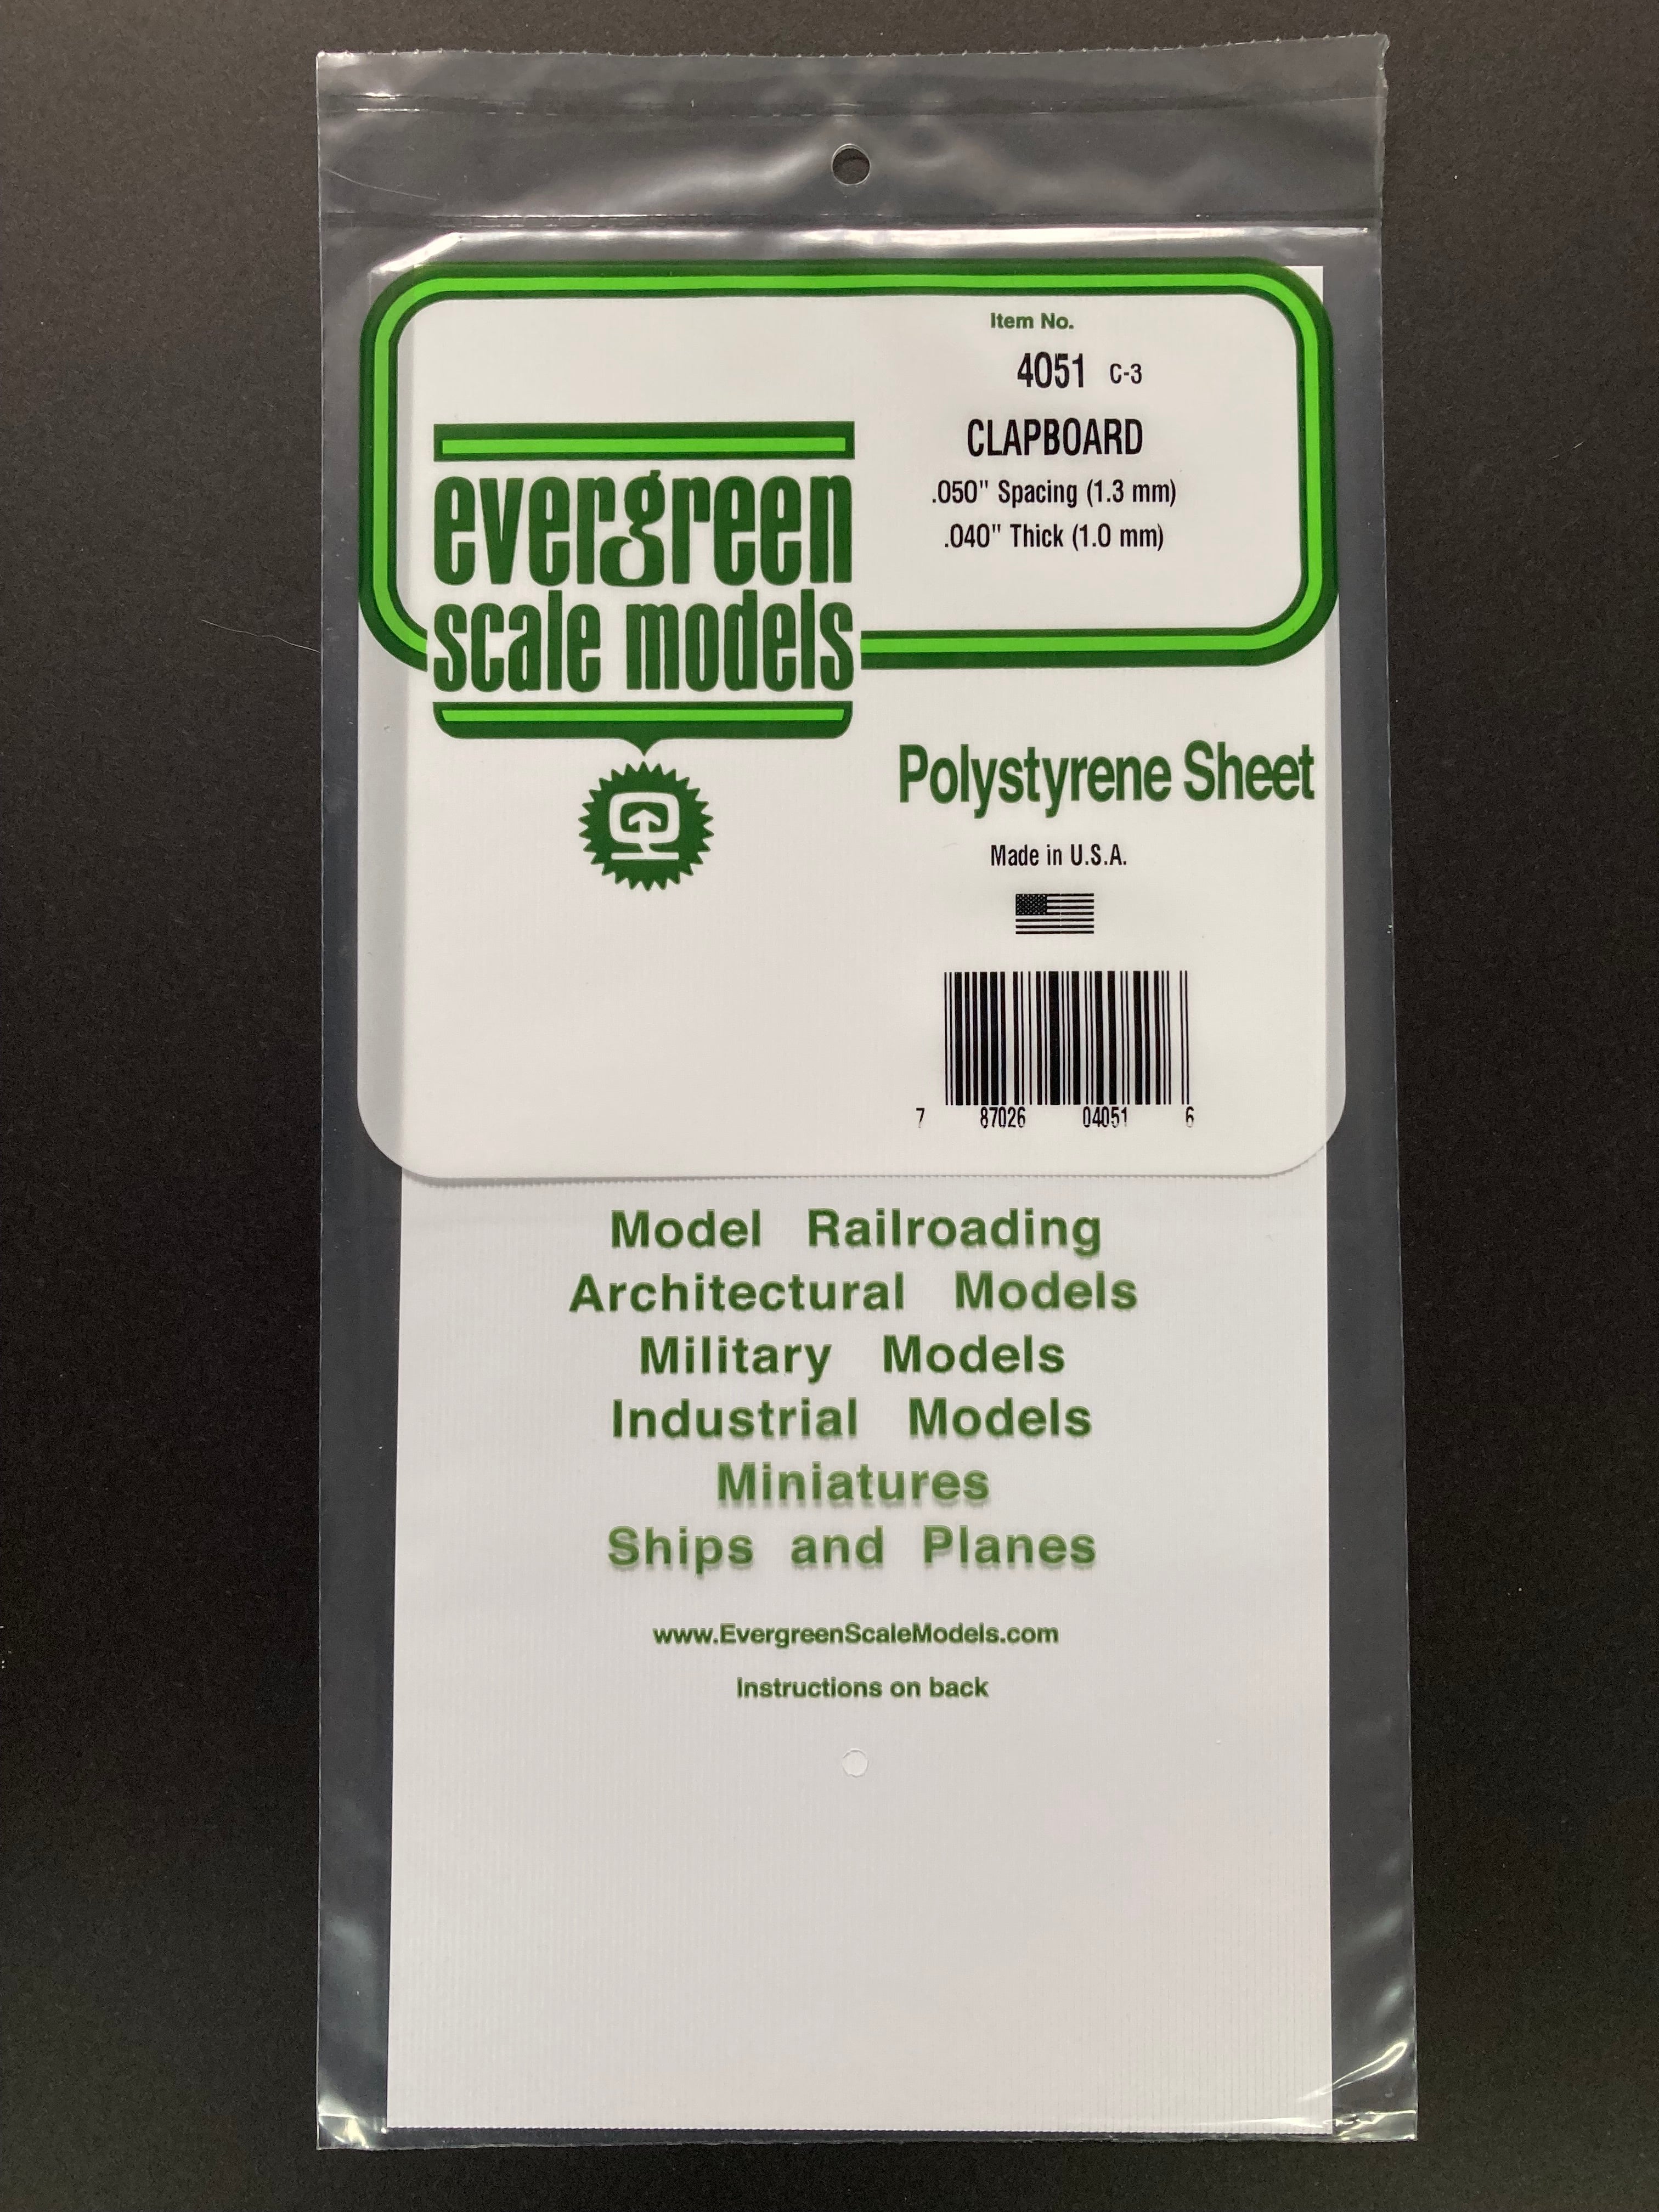 Item No.
4051 C-3
CLAPBOARD
.050" Spacing (1.3 mm)
.040" Thick (1.0 mm)
evergreen
scale models
Polystyrene Sheet
Made in U.S.A.
7 87026 04051 6
Model Railroading
Architectural Models
Military Models
Industrial Models
Miniatures
Ships and Planes
www.EvergreenScaleModels.com
Instructions on back